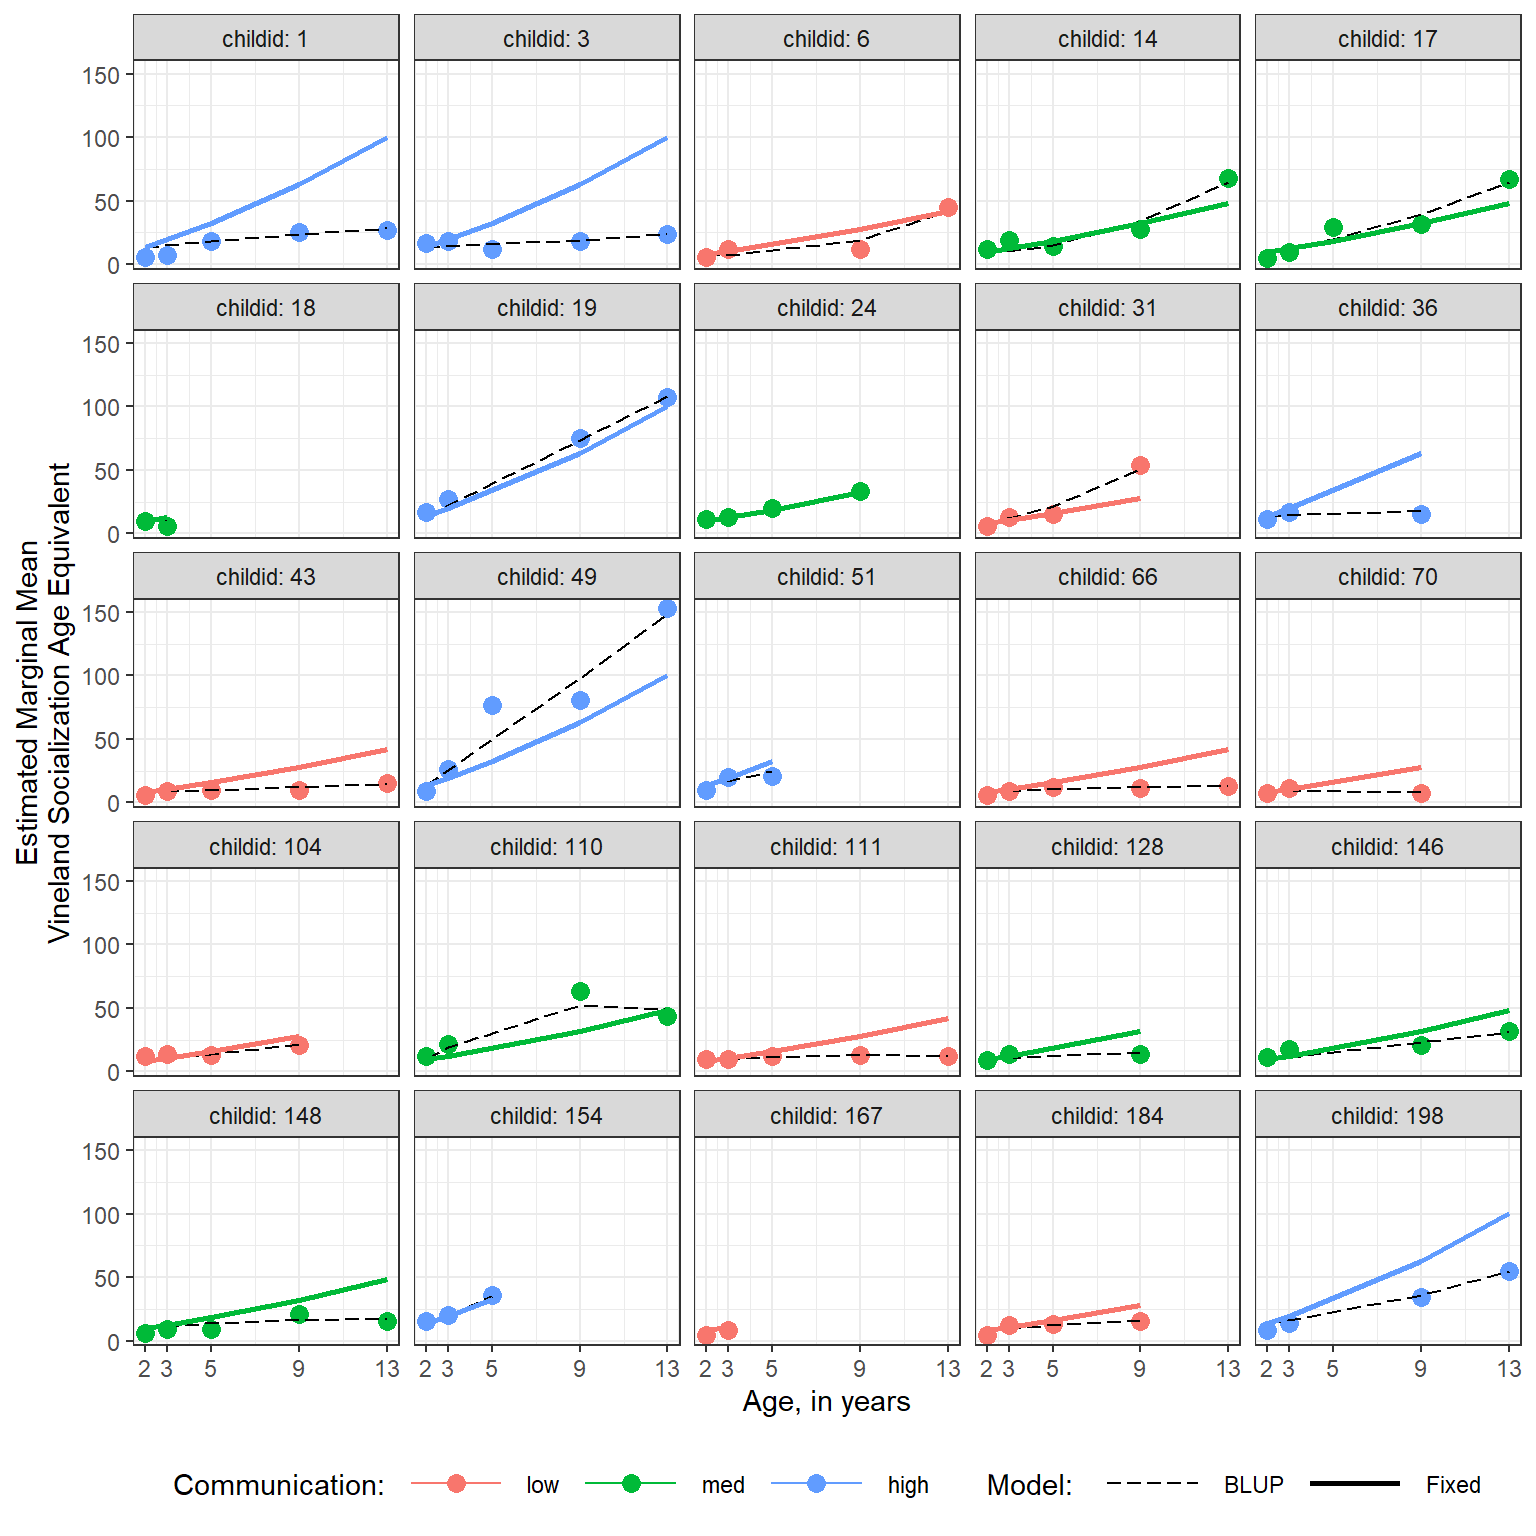 childid: 1
childid: 3
childid: 6
childid: 14
childid: 17
150
100
50
0
childid: 18
childid: 19
childid: 24
childid: 31
childid: 36
150
100
50
0
childid: 43
childid: 49
childid: 51
childid: 66
childid: 70
150
100
50
0
childid: 104
childid: 110
childid: 111
childid: 128
childid: 146
150
100
50
0
childid: 148
childid: 154
childid: 167
childid: 184
childid: 198
150
100
50
0
2 3 5 9 13
2 3 5 9 13
2 3 5 9 13
2 3 5 9 13
2 3 5 9 13
Estimated Marginal Mean
Vineland Socialization Age Equivalent
Age, in years
Communication: low med high
Model: BLUP Fixed